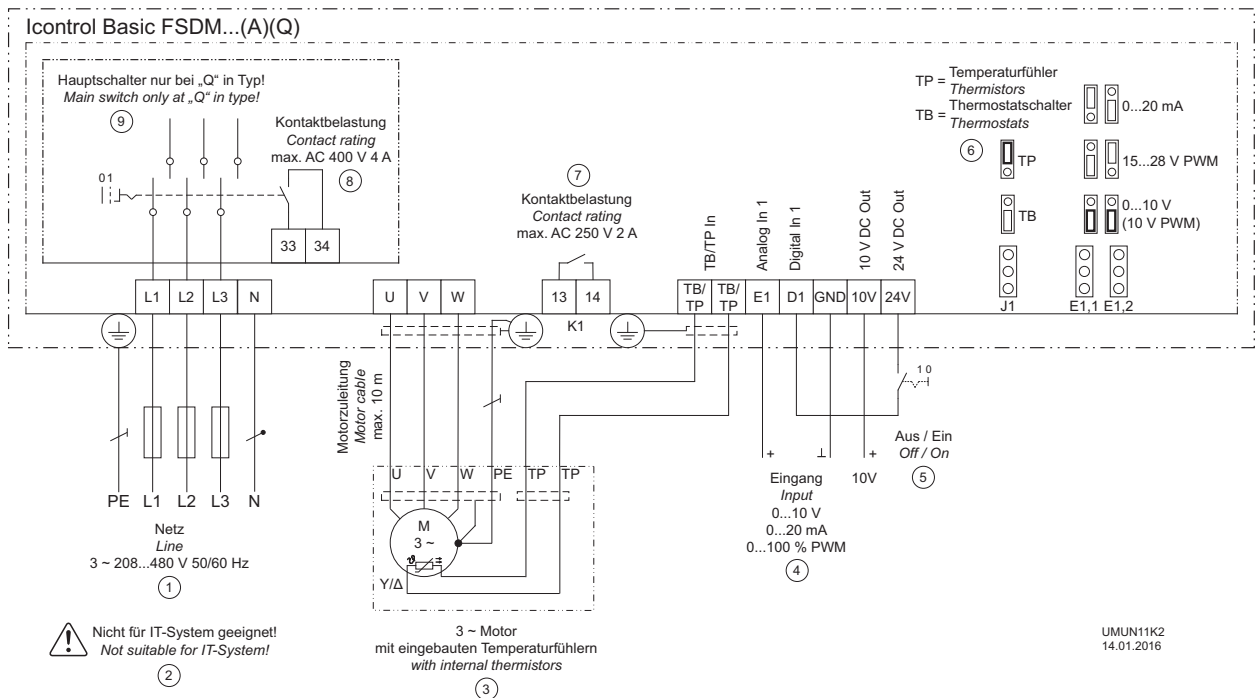 Icontrol Basic FSDM...(A)(Q)
Hauptschalter nur bei „Q“ in Typ!
Main switch only at „Q“ in type!
9
Kontaktbelastung
Contact rating
max. AC 400 V 4 A
8
0 1
33 34
7
Kontaktbelastung
Contact rating
max. AC 250 V 2 A
TB/TP In
Analog In 1
Digital In 1
10 V DC Out
24 V DC Out
TP = Temperaturfühler
Thermistors
TB = Thermostatschalter
Thermostats
6
TP
TB
J1
0...20 mA
15...28 V PWM
0...10 V
(10 V PWM)
E1,1 E1,2
L1 L2 L3 N
U V W
13 14
K1
TB/TP TB/TP E1 D1 GND 10V 24V
Motorzuleitung
Motor cable
max. 10 m
1 0
Aus / Ein
Off / On
5
+ ⊥ + 
10V
Eingang
Input
0...10 V
0...20 mA
0...100 % PWM
4
PE L1 L2 L3 N
Netz
Line
3 ~ 208...480 V 50/60 Hz
1
U V W PE TP TP
M
3 ~
ϑ
Y/Δ
Nicht für IT-System geeignet!
Not suitable for IT-System!
2
3 ~ Motor
mit eingebauten Temperaturfühlern
with internal thermistors
3
UMUN11K2
14.01.2016